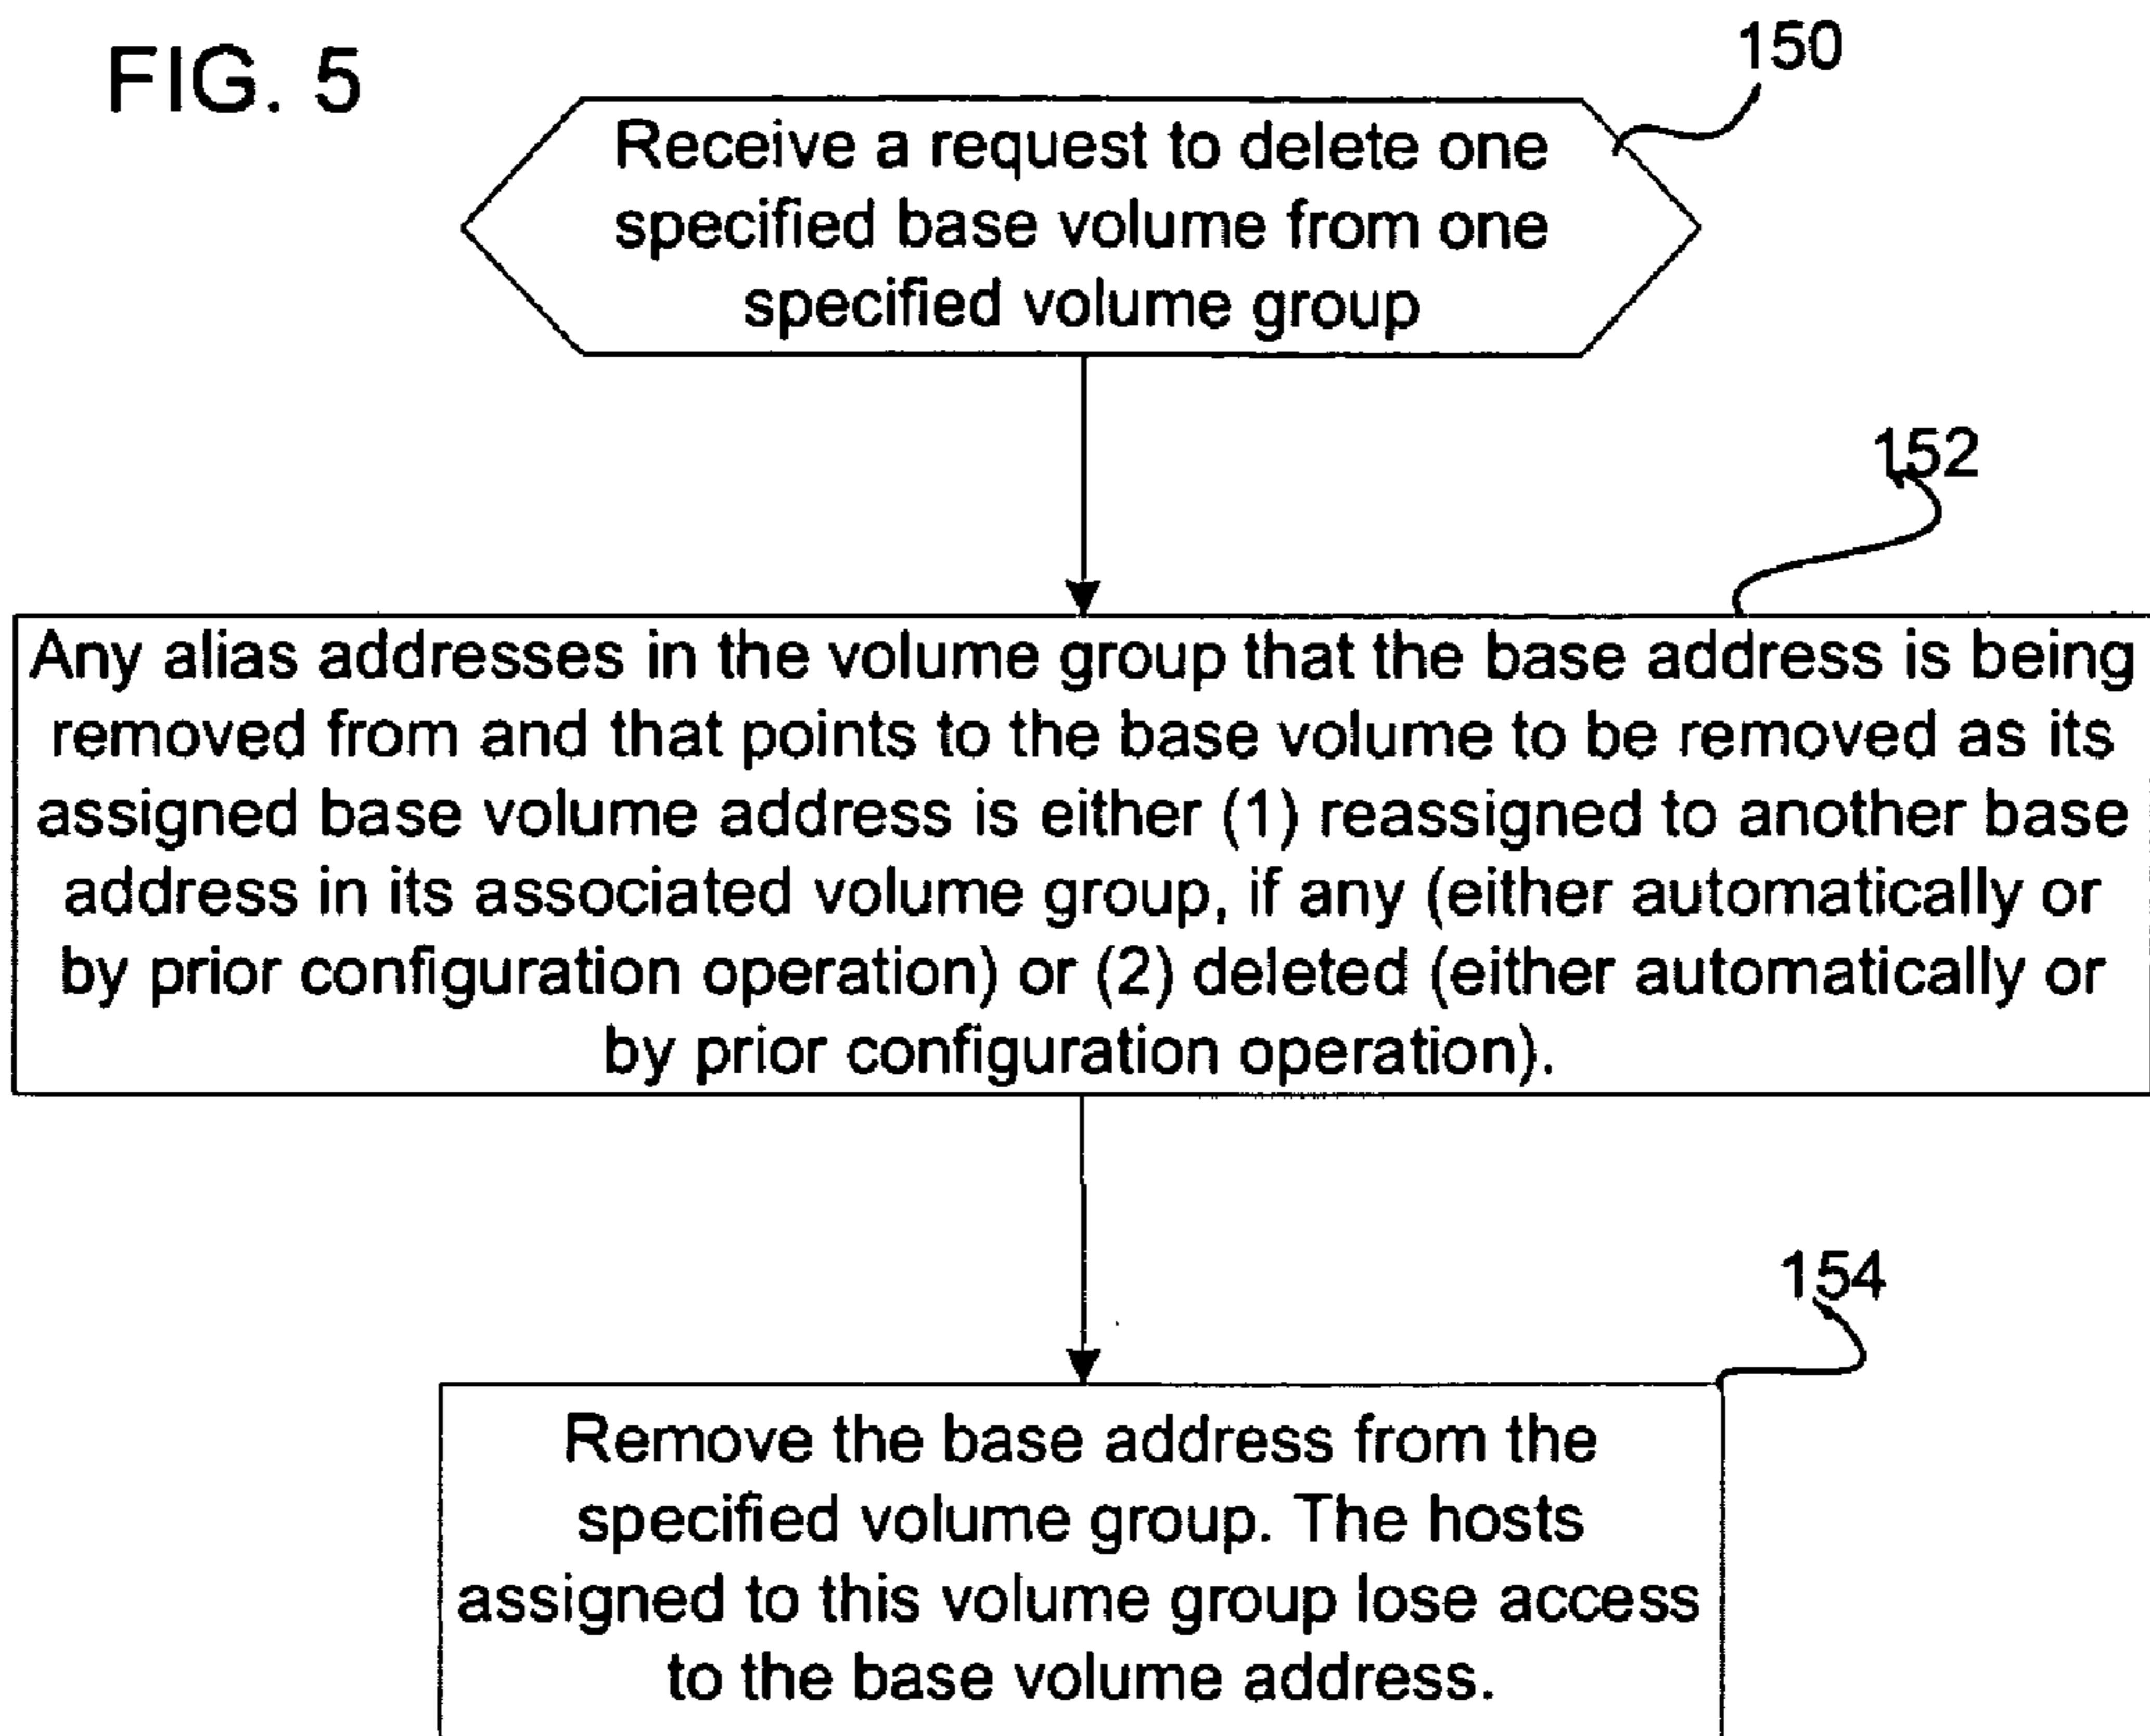 FIG. 5
150
Receive a request to delete one
specified base volume from one
specified volume group
152
Any alias addresses in the volume group that the base address is being
removed from and that points to the base volume to be removed as its
assigned base volume address is either (1) reassigned to another base
address in its associated volume group, if any (either automatically or
by prior configuration operation) or (2) deleted (either automatically or
by prior configuration operation).
154
Remove the base address from the
specified volume group. The hosts
assigned to this volume group lose access
to the base volume address.